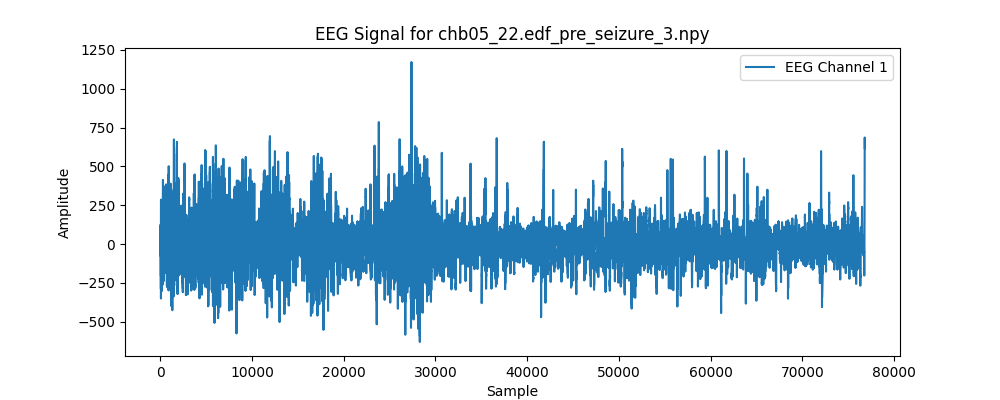 EEG Signal for chb05_22.edf_pre_seizure_3.npy
EEG Channel 1
Amplitude
1250
1000
750
500
250
0
−250
−500
0 10000 20000 30000 40000 50000 60000 70000 80000
Sample